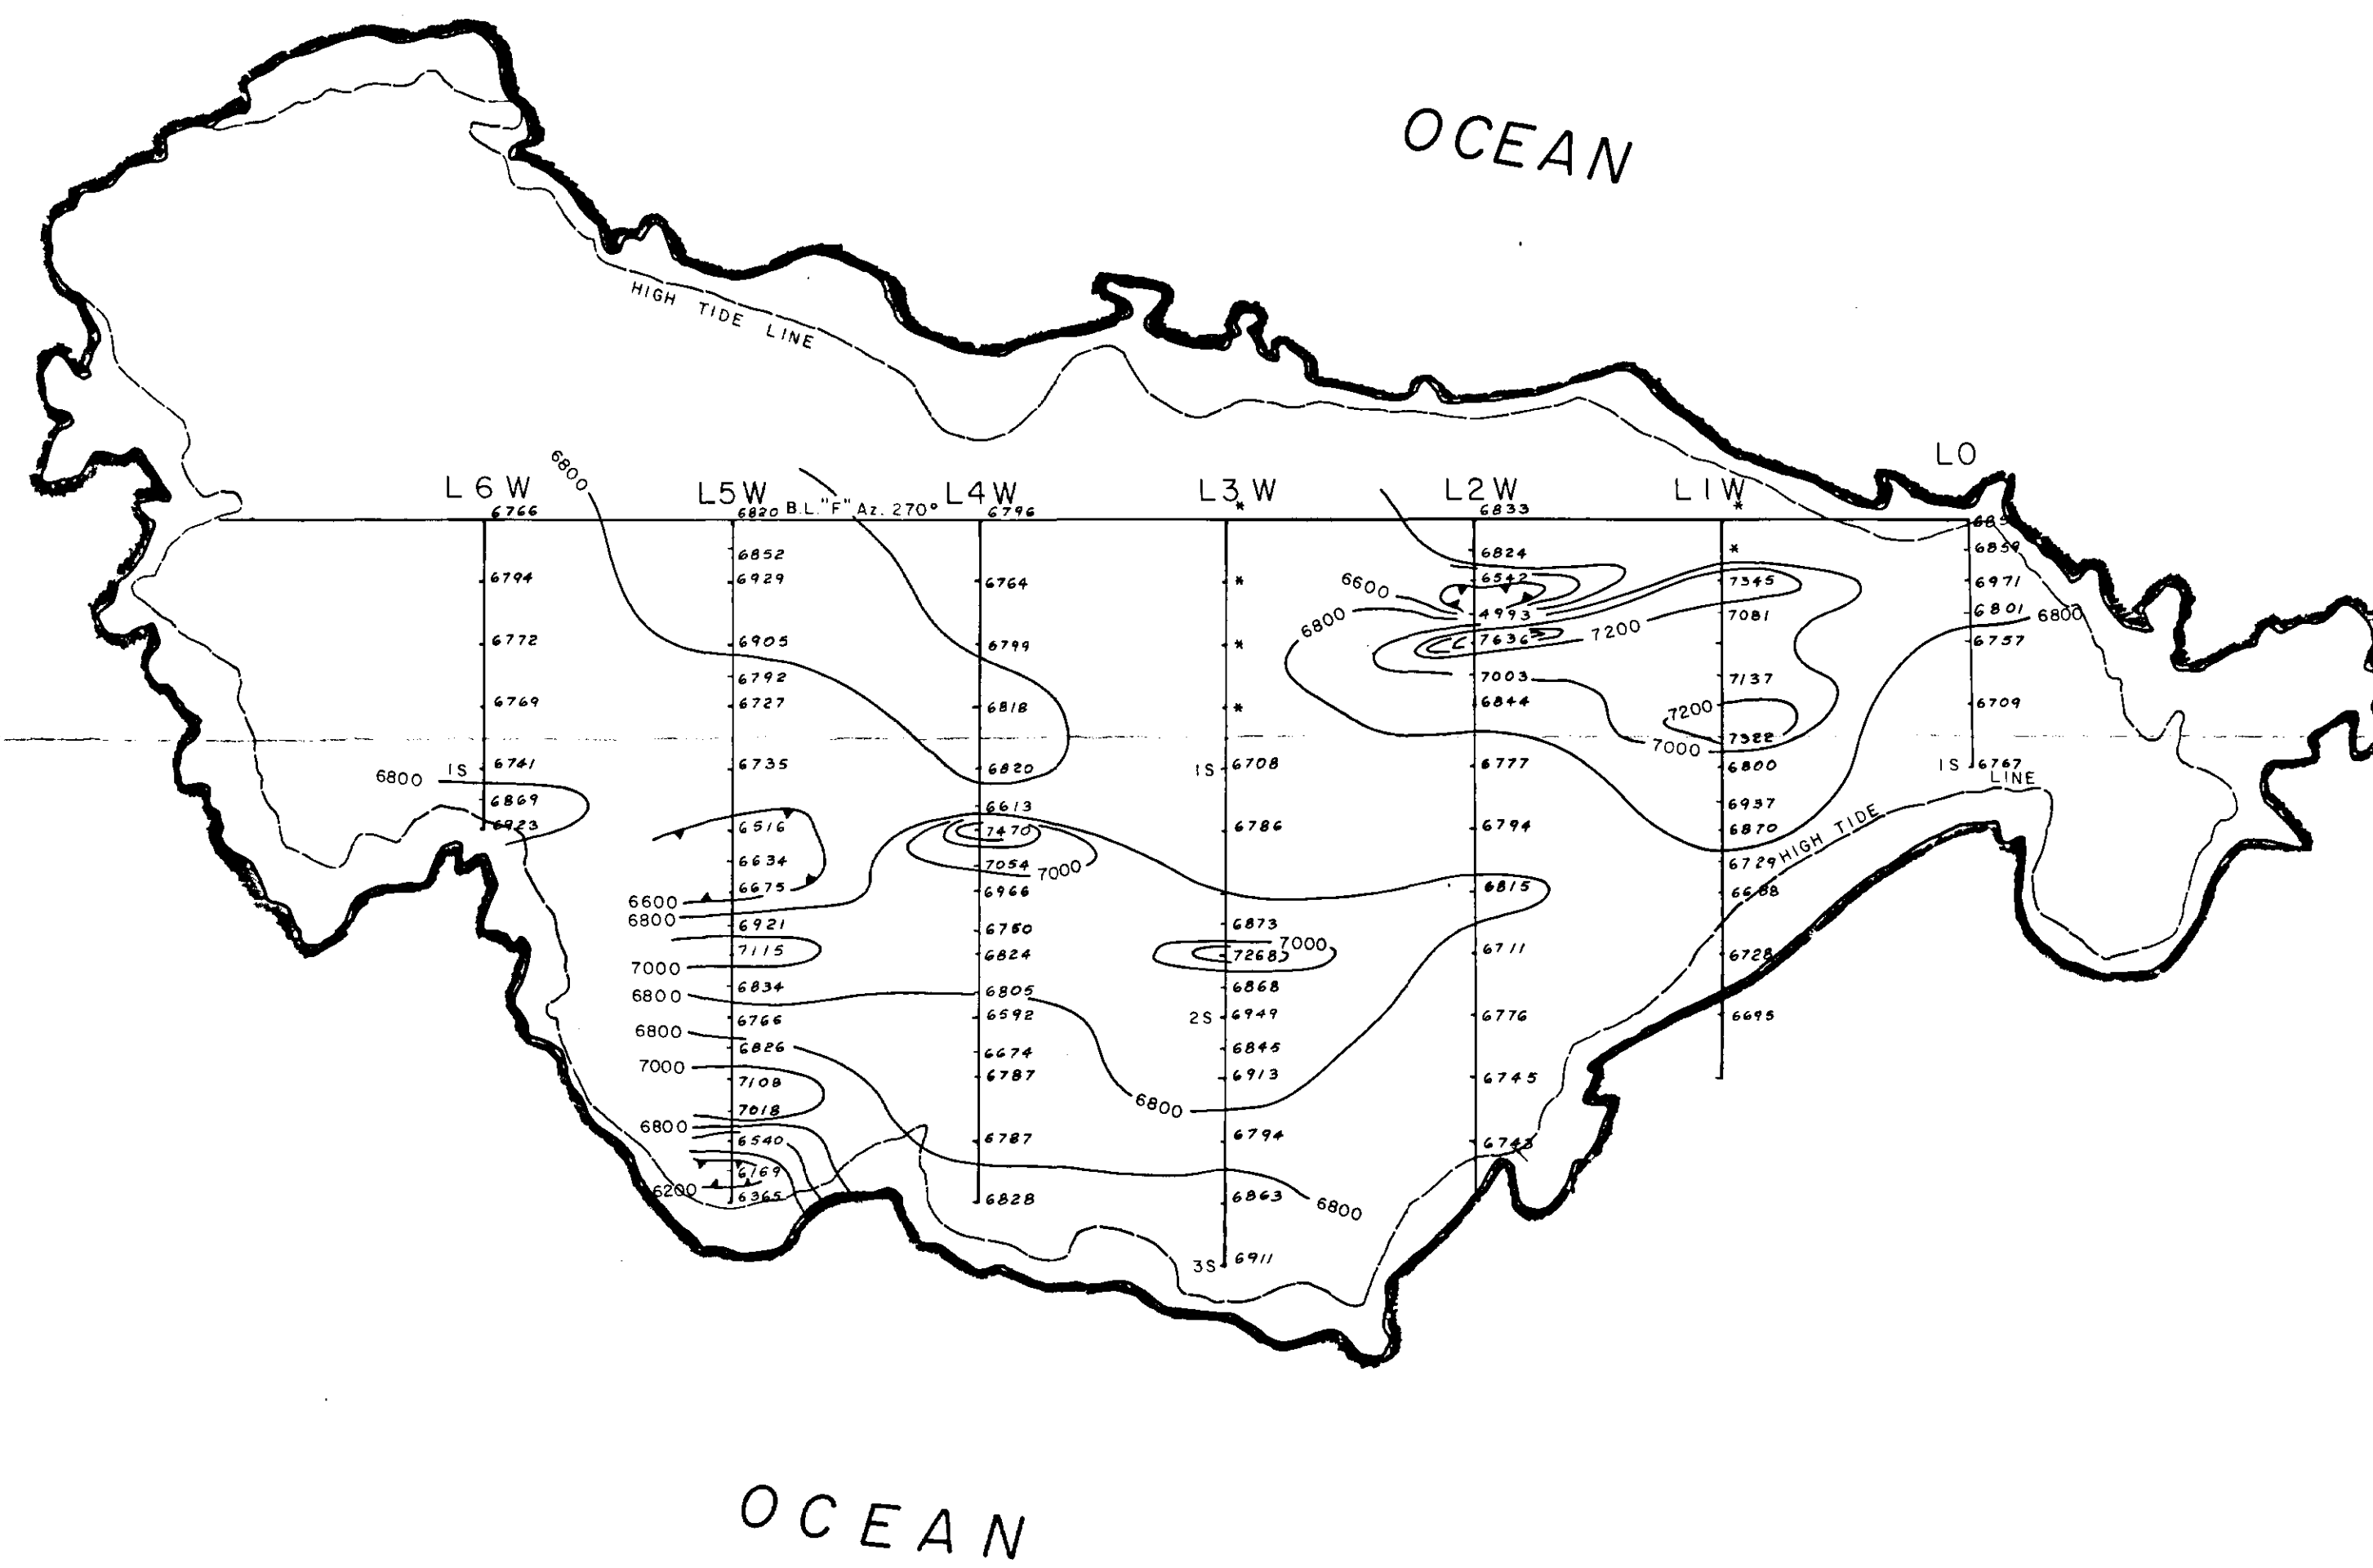 OCEAN
HIGH TIDE LINE
L0
L6W L5W L4W L3W L2W L1W
6800
6766 6820 B.L."F" Az. 270° 6796 * 6833 *
6852 6824 * 6859
6794 6929 6764 * 6600 6542 7345 6971
6800 4993 7081 6801 6800
6772 6905 6799 * 7636 7200 6757
6792 7003 7137
6769 6727 6818 * 6844 7200 6709
7000 7322
6800 1S 6741 6735 6820 1S 6708 6777 6800 1S 6767
LINE
6869 6613 6937
6923 6516 7470 6786 6794 6870 HIGH TIDE
6634 7054 7000 6729
6600 6675 6966 6815
6800 6921 6750 6873
7115 6824 7000 7268 6711 6728
7000
6800 6834 6805 6868
6766 6592 2S 6949 6776 6695
6800 6826 6674 6845
7000 7108 6787 6913 6745
7018 6800
6800 6540 6787 6794 6743
6169
6200 6365 6828 6863 6800
3S 6911
OCEAN